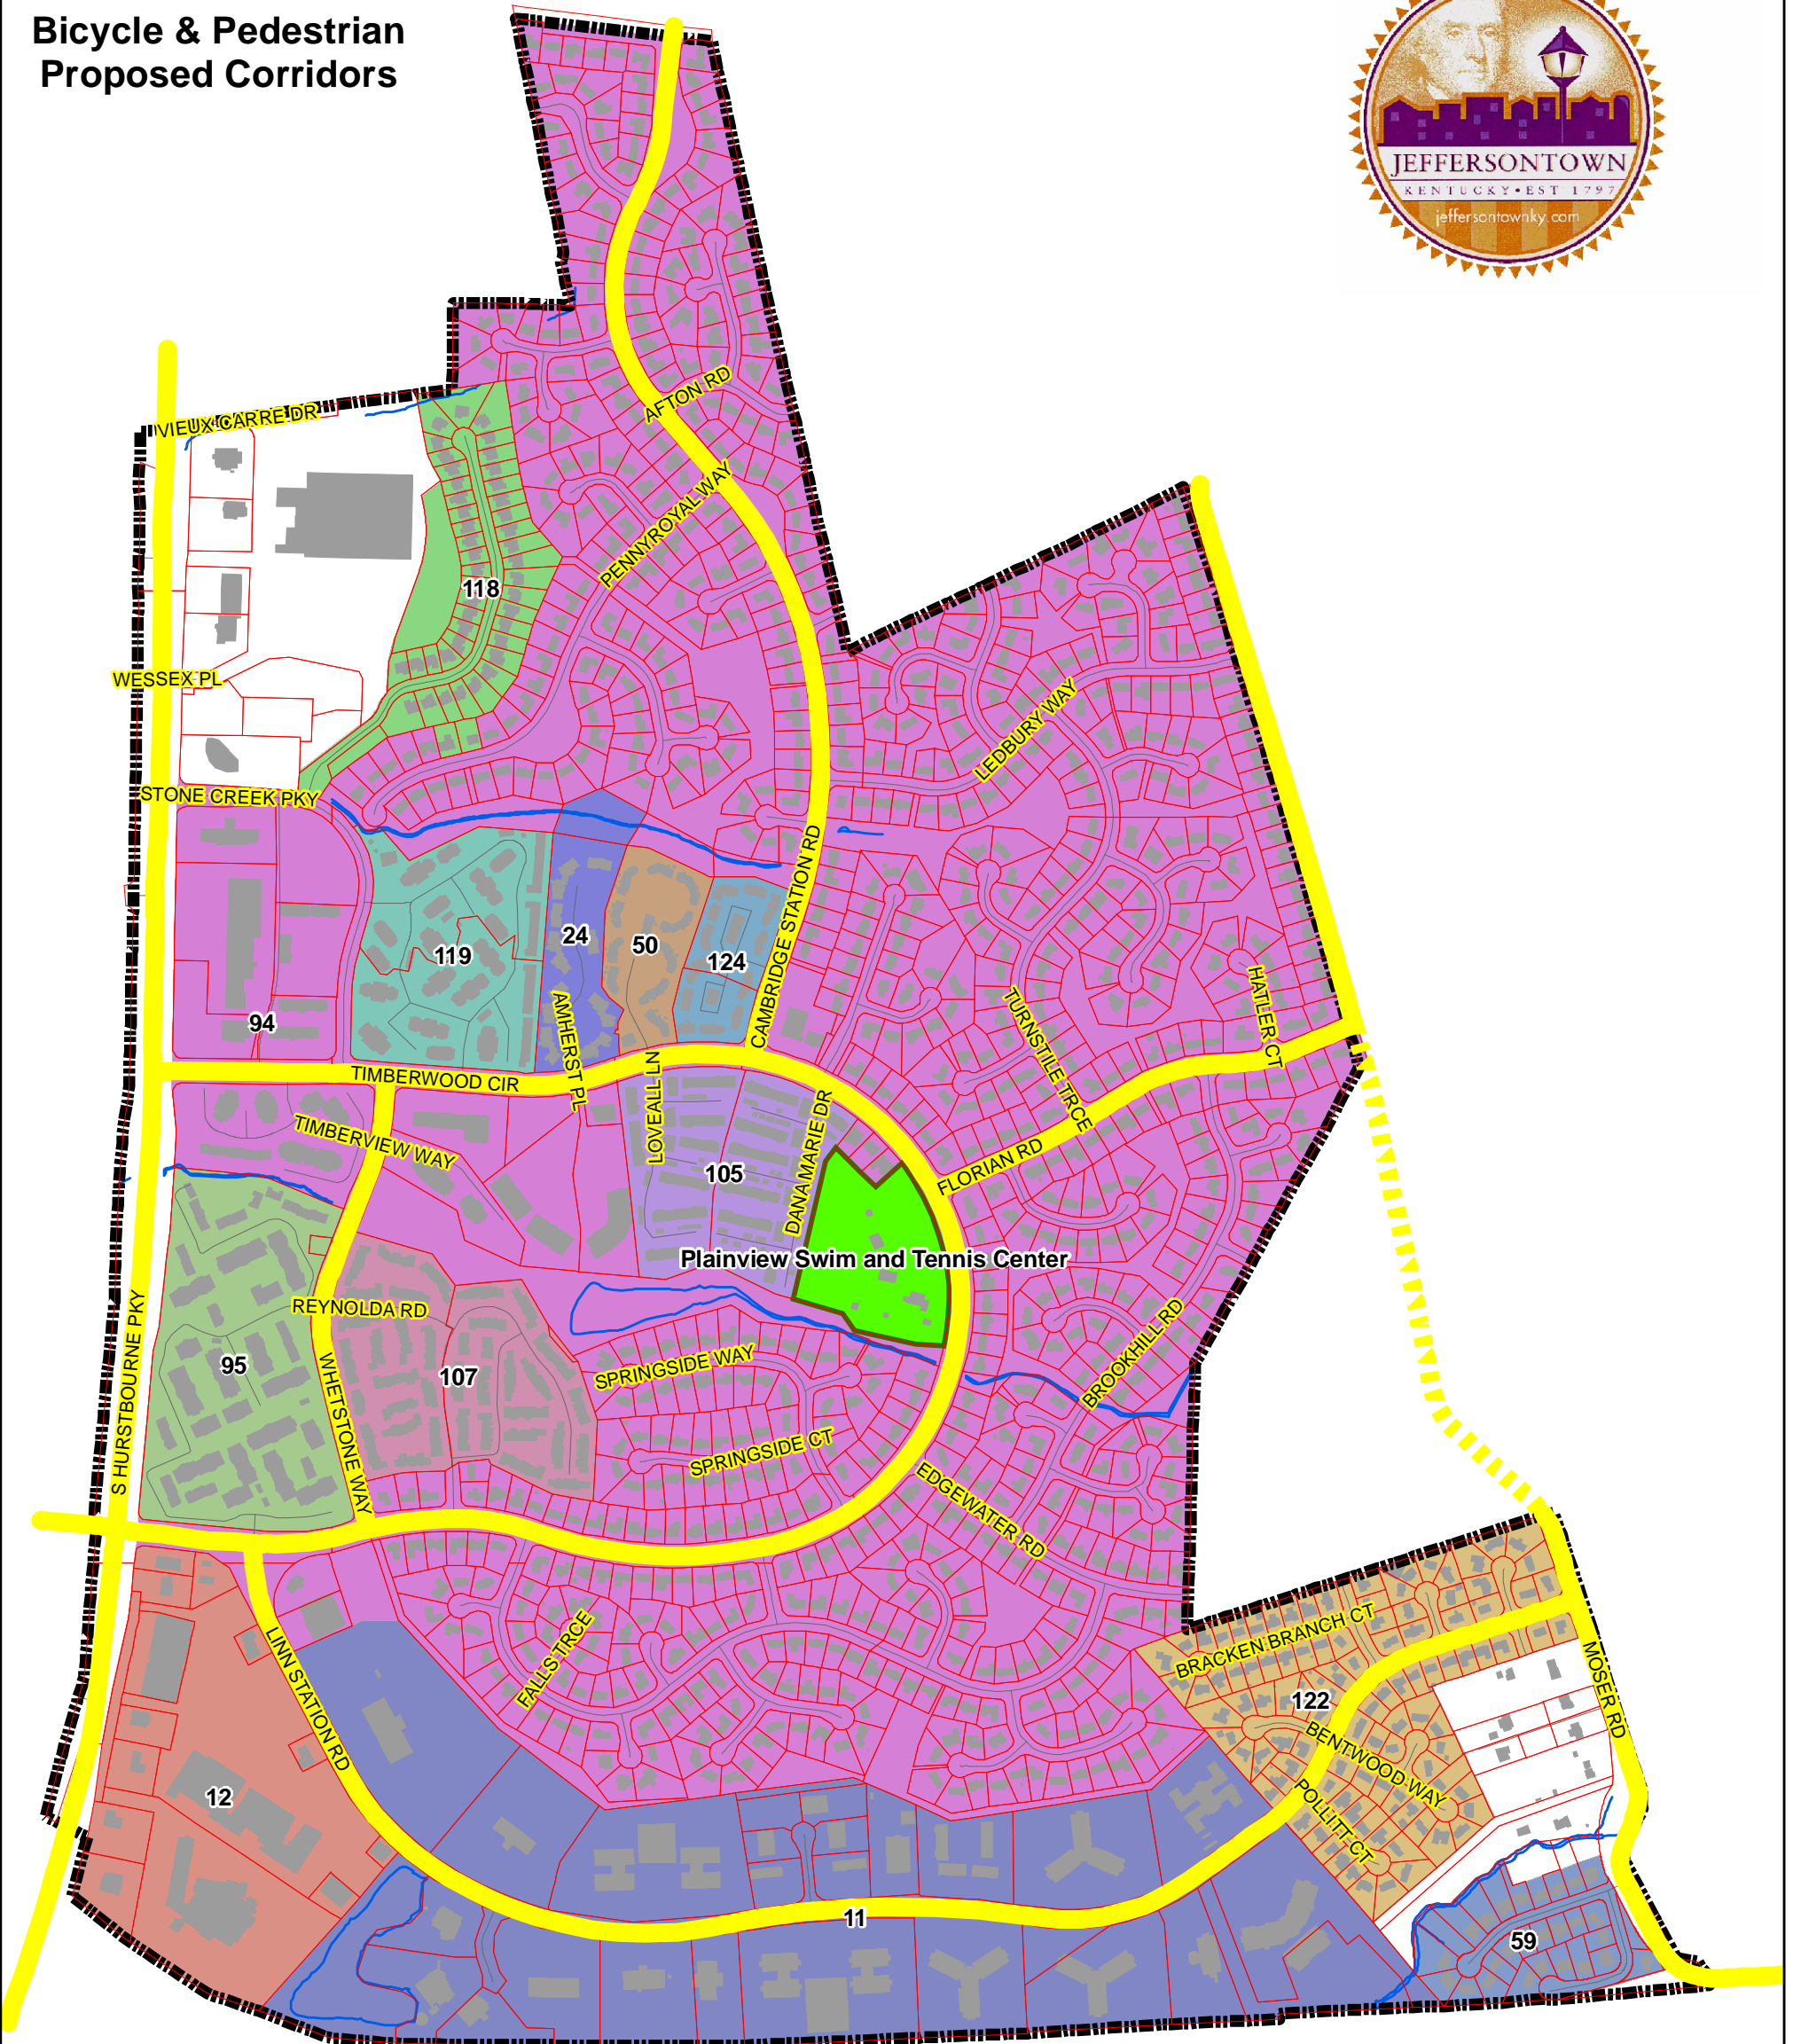 Bicycle & Pedestrian
Proposed Corridors
JEFFERSONTOWN
KENTUCKY • EST 1797
jeffersontownky.com
AFTON RD
VIEUX CARRE DR
PENNYROYAL WAY
118
WESSEX PL
LEDBURY WAY
STONE CREEK PKY
CAMBRIDGE STATION RD
24
50
119
124
94
HATLER CT
TURNSTILE TRCE
AMHERST PL
TIMBERWOOD CIR
LOVEALL LN
DANA MARIE DR
TIMBERVIEW WAY
105
FLORIAN RD
Plainview Swim and Tennis Center
REYNOLDA RD
S HURSTBOURNE PKY
BROOKHILL RD
95
107
SPRINGSIDE WAY
WHETSTONE WAY
SPRINGSIDE CT
EDGEWATER RD
FALLS TRCE
LINN STATION RD
BRACKEN BRANCH CT
MOSER RD
122
BENTWOOD WAY
POLLITT CT
12
11
59